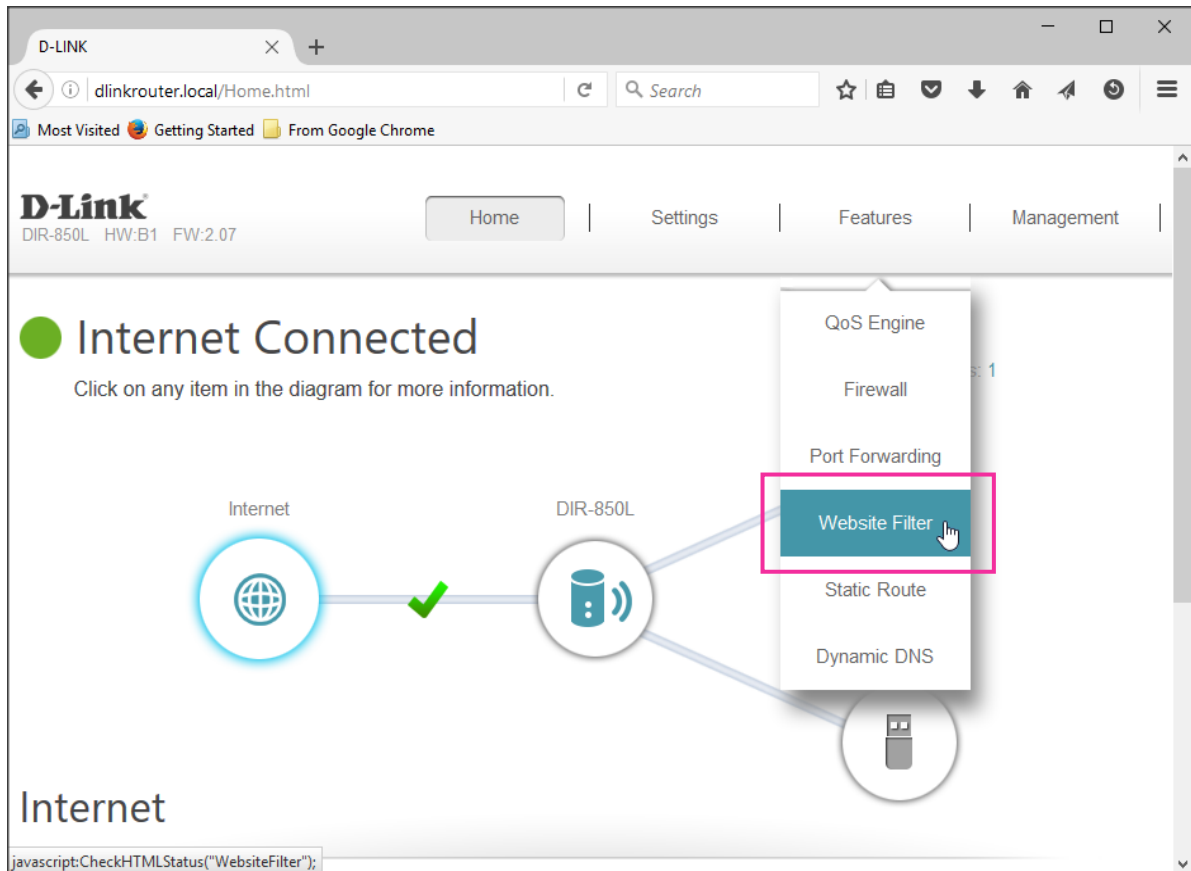 D-LINK
dlinkrouter.local/Home.html
Search
Most Visited Getting Started From Google Chrome
D-Link
DIR-850L HW:B1 FW:2.07
Home Settings Features Management
Internet Connected
Click on any item in the diagram for more information.
QoS Engine
s: 1
Firewall
Port Forwarding
Website Filter
Static Route
Dynamic DNS
Internet
DIR-850L
Internet
javascript:CheckHTMLStatus("WebsiteFilter");